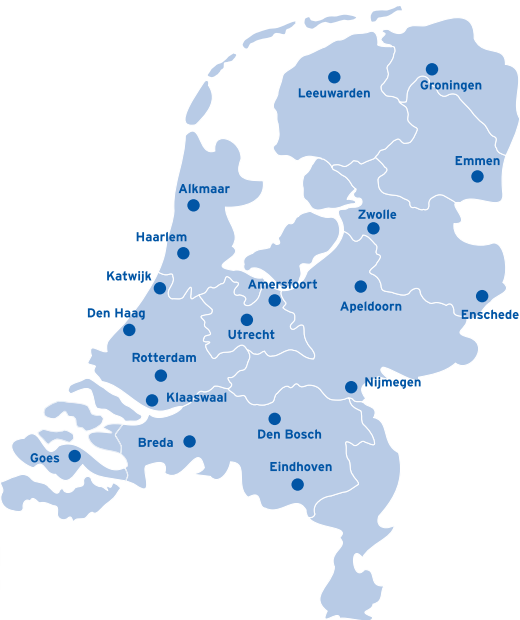 Groningen
Leeuwarden
Emmen
Alkmaar
Zwolle
Haarlem
Katwijk
Amersfoort
Apeldoorn
Den Haag
Enschede
Utrecht
Rotterdam
Nijmegen
Klaaswaal
Den Bosch
Breda
Goes
Eindhoven